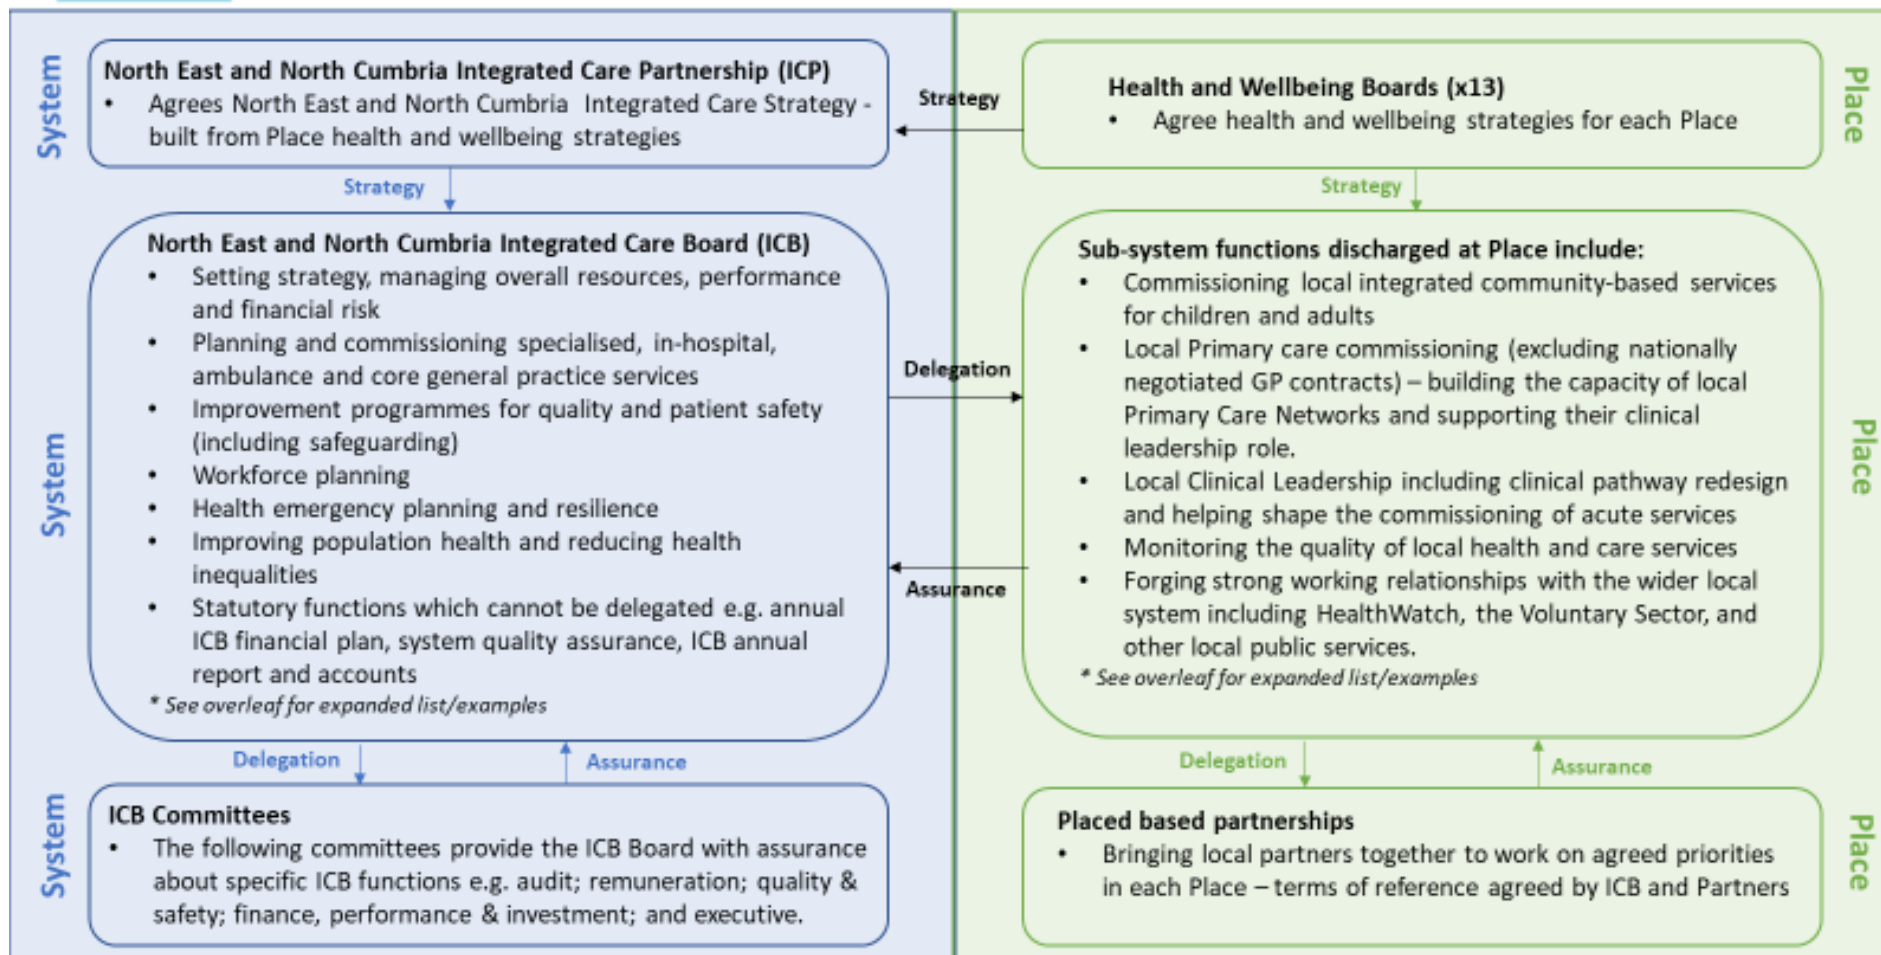 System
North East and North Cumbria Integrated Care Partnership (ICP)
• Agrees North East and North Cumbria Integrated Care Strategy -
built from Place health and wellbeing strategies
Strategy
Health and Wellbeing Boards (x13)
• Agree health and wellbeing strategies for each Place
Place
Strategy
Strategy
System
North East and North Cumbria Integrated Care Board (ICB)
• Setting strategy, managing overall resources, performance
and financial risk
• Planning and commissioning specialised, in-hospital,
ambulance and core general practice services
• Improvement programmes for quality and patient safety
(including safeguarding)
• Workforce planning
• Health emergency planning and resilience
• Improving population health and reducing health
inequalities
• Statutory functions which cannot be delegated e.g. annual
ICB financial plan, system quality assurance, ICB annual
report and accounts
* See overleaf for expanded list/examples
Delegation
Assurance
Sub-system functions discharged at Place include:
• Commissioning local integrated community-based services
for children and adults
• Local Primary care commissioning (excluding nationally
negotiated GP contracts) – building the capacity of local
Primary Care Networks and supporting their clinical
leadership role.
• Local Clinical Leadership including clinical pathway redesign
and helping shape the commissioning of acute services
• Monitoring the quality of local health and care services
• Forging strong working relationships with the wider local
system including HealthWatch, the Voluntary Sector, and
other local public services.
* See overleaf for expanded list/examples
Place
Delegation
Assurance
Delegation
Assurance
System
ICB Committees
• The following committees provide the ICB Board with assurance
about specific ICB functions e.g. audit; remuneration; quality &
safety; finance, performance & investment; and executive.
Placed based partnerships
• Bringing local partners together to work on agreed priorities
in each Place – terms of reference agreed by ICB and Partners
Place